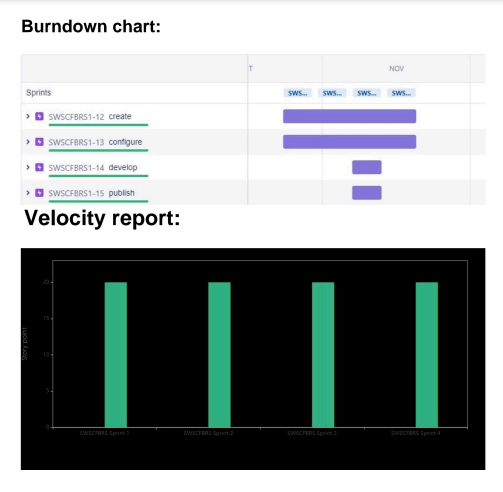 Burndown chart:
T NOV
Sprints SWS... SWS... SWS... SWS...
SWSCFBRS1-12 create
SWSCFBRS1-13 configure
SWSCFBRS1-14 develop
SWSCFBRS1-15 publish
Velocity report:
20
15
10
5
0
Story point
SWSCFBRS Sprint 1 SWSCFBRS Sprint 2 SWSCFBRS Sprint 3 SWSCFBRS Sprint 4